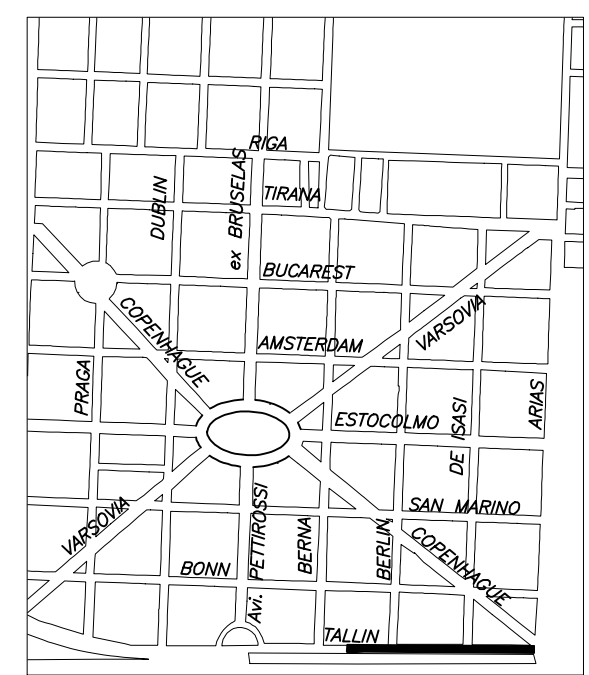 RIGA
TIRANA
DUBLIN
ex BRUSELAS
BUCAREST
COPENHAGUE
VARSOVIA
AMSTERDAM
PRAGA
ARIAS
ESTOCOLMO
DE ISASI
SAN MARINO
VARSOVIA
Avi. PETTIROSSI
BERNA
BERLIN
COPENHAGUE
BONN
TALLIN